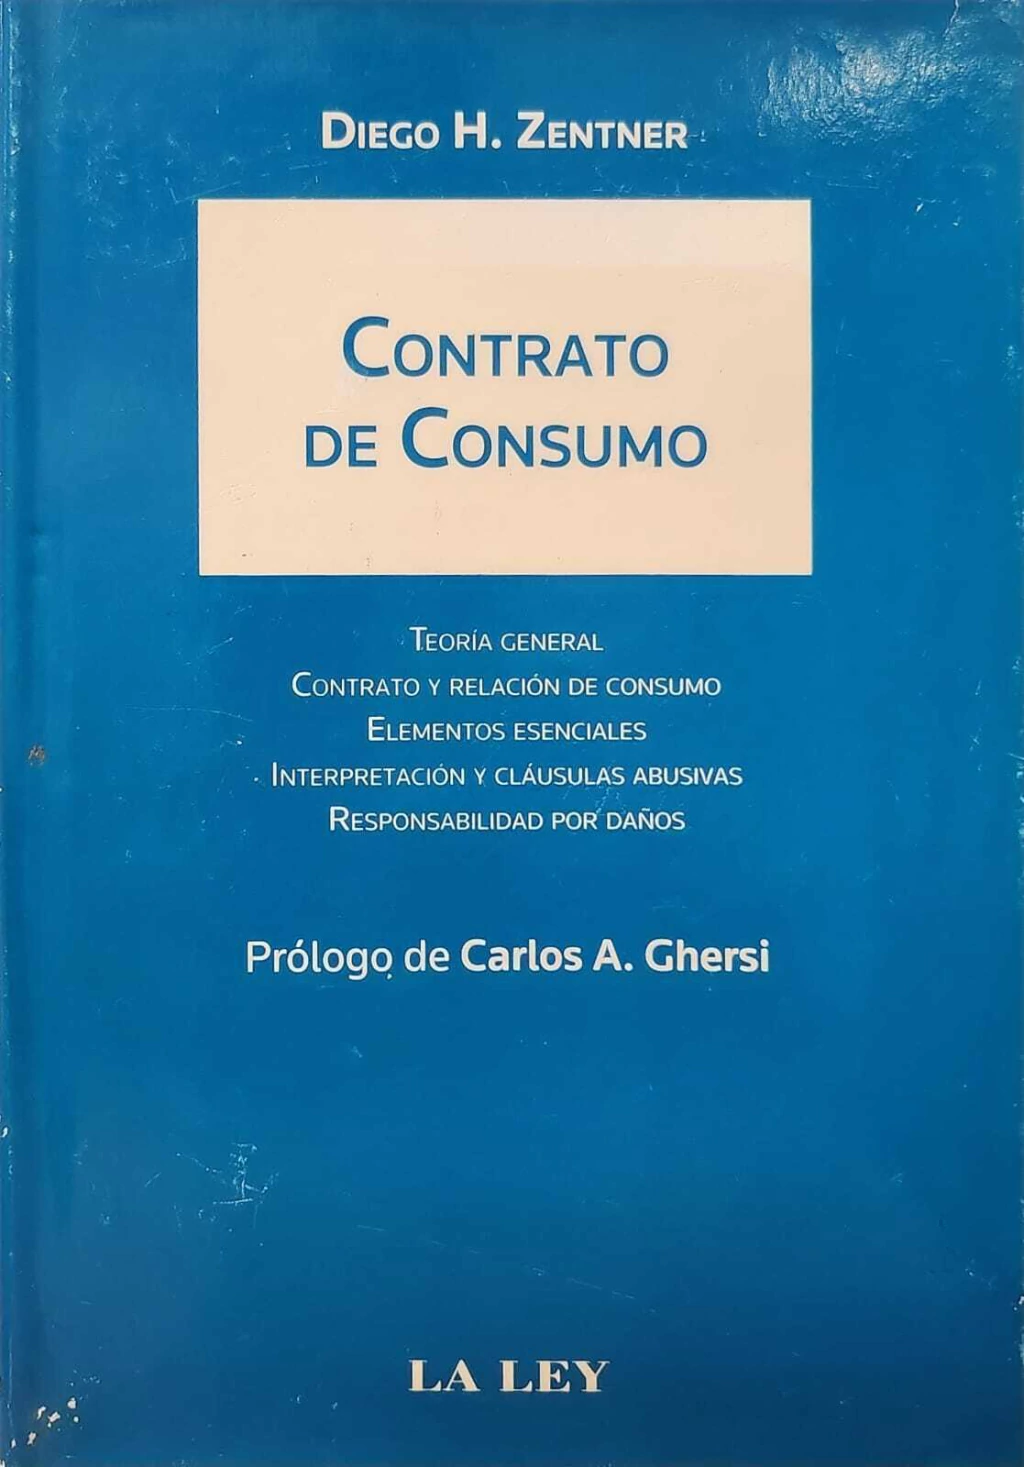 Diego H. Zentner
Contrato
de Consumo
Teoría general
Contrato y relación de consumo
Elementos esenciales
Interpretación y cláusulas abusivas
Responsabilidad por daños
Prólogo de Carlos A. Ghersi
LA LEY